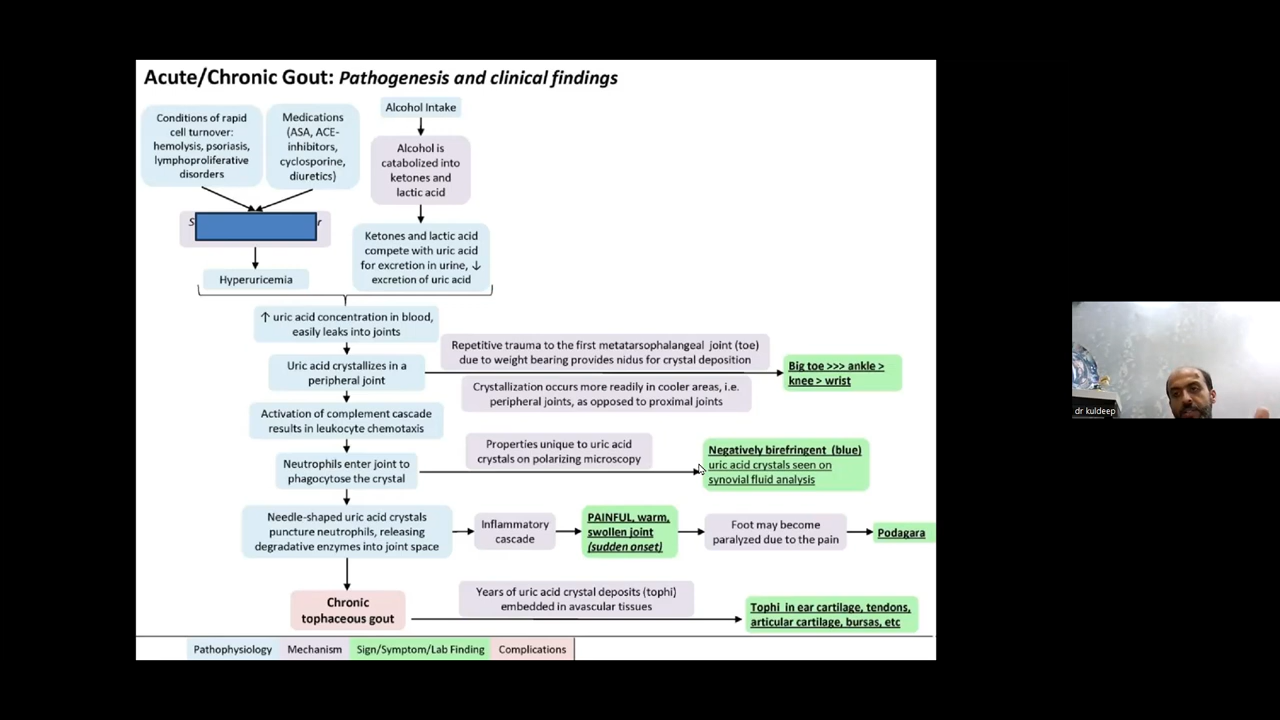 Acute/Chronic Gout: Pathogenesis and clinical findings
Conditions of rapid
cell turnover:
hemolysis, psoriasis,
lymphoproliferative
disorders
Medications
(ASA, ACE-
inhibitors,
cyclosporine,
diuretics)
Alcohol Intake
Alcohol is
catabolized into
ketones and
lactic acid
S r
Hyperuricemia
Ketones and lactic acid
compete with uric acid
for excretion in urine, ↓
excretion of uric acid
↑ uric acid concentration in blood,
easily leaks into joints
Uric acid crystallizes in a
peripheral joint
Repetitive trauma to the first metatarsophalangeal joint (toe)
due to weight bearing provides nidus for crystal deposition
Crystallization occurs more readily in cooler areas, i.e.
peripheral joints, as opposed to proximal joints
Big toe >>> ankle >
knee > wrist
Activation of complement cascade
results in leukocyte chemotaxis
Neutrophils enter joint to
phagocytose the crystal
Properties unique to uric acid
crystals on polarizing microscopy
Negatively birefringent (blue)
uric acid crystals seen on
synovial fluid analysis
Needle-shaped uric acid crystals
puncture neutrophils, releasing
degradative enzymes into joint space
Inflammatory
cascade
PAINFUL, warm,
swollen joint
(sudden onset)
Foot may become
paralyzed due to the pain
Podagara
Chronic
tophaceous gout
Years of uric acid crystal deposits (tophi)
embedded in avascular tissues
Tophi in ear cartilage, tendons,
articular cartilage, bursas, etc
Pathophysiology
Mechanism
Sign/Symptom/Lab Finding
Complications
dr kuldeep